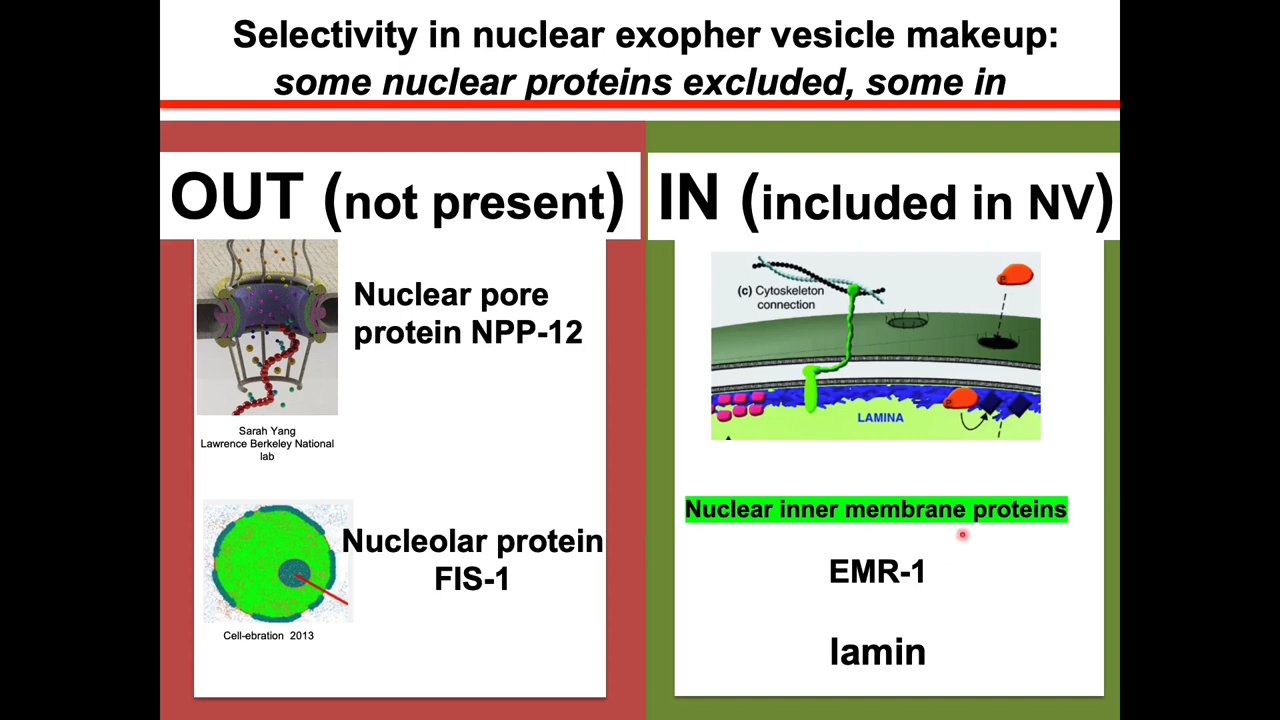 Selectivity in nuclear exopher vesicle makeup:
some nuclear proteins excluded, some in
OUT (not present)
IN (included in NV)
Nuclear pore
protein NPP-12
Sarah Yang
Lawrence Berkeley National
lab
Nucleolar protein
FIS-1
Cell-ebration 2013
(c) Cytoskeleton
connection
LAMINA
Nuclear inner membrane proteins
EMR-1
lamin